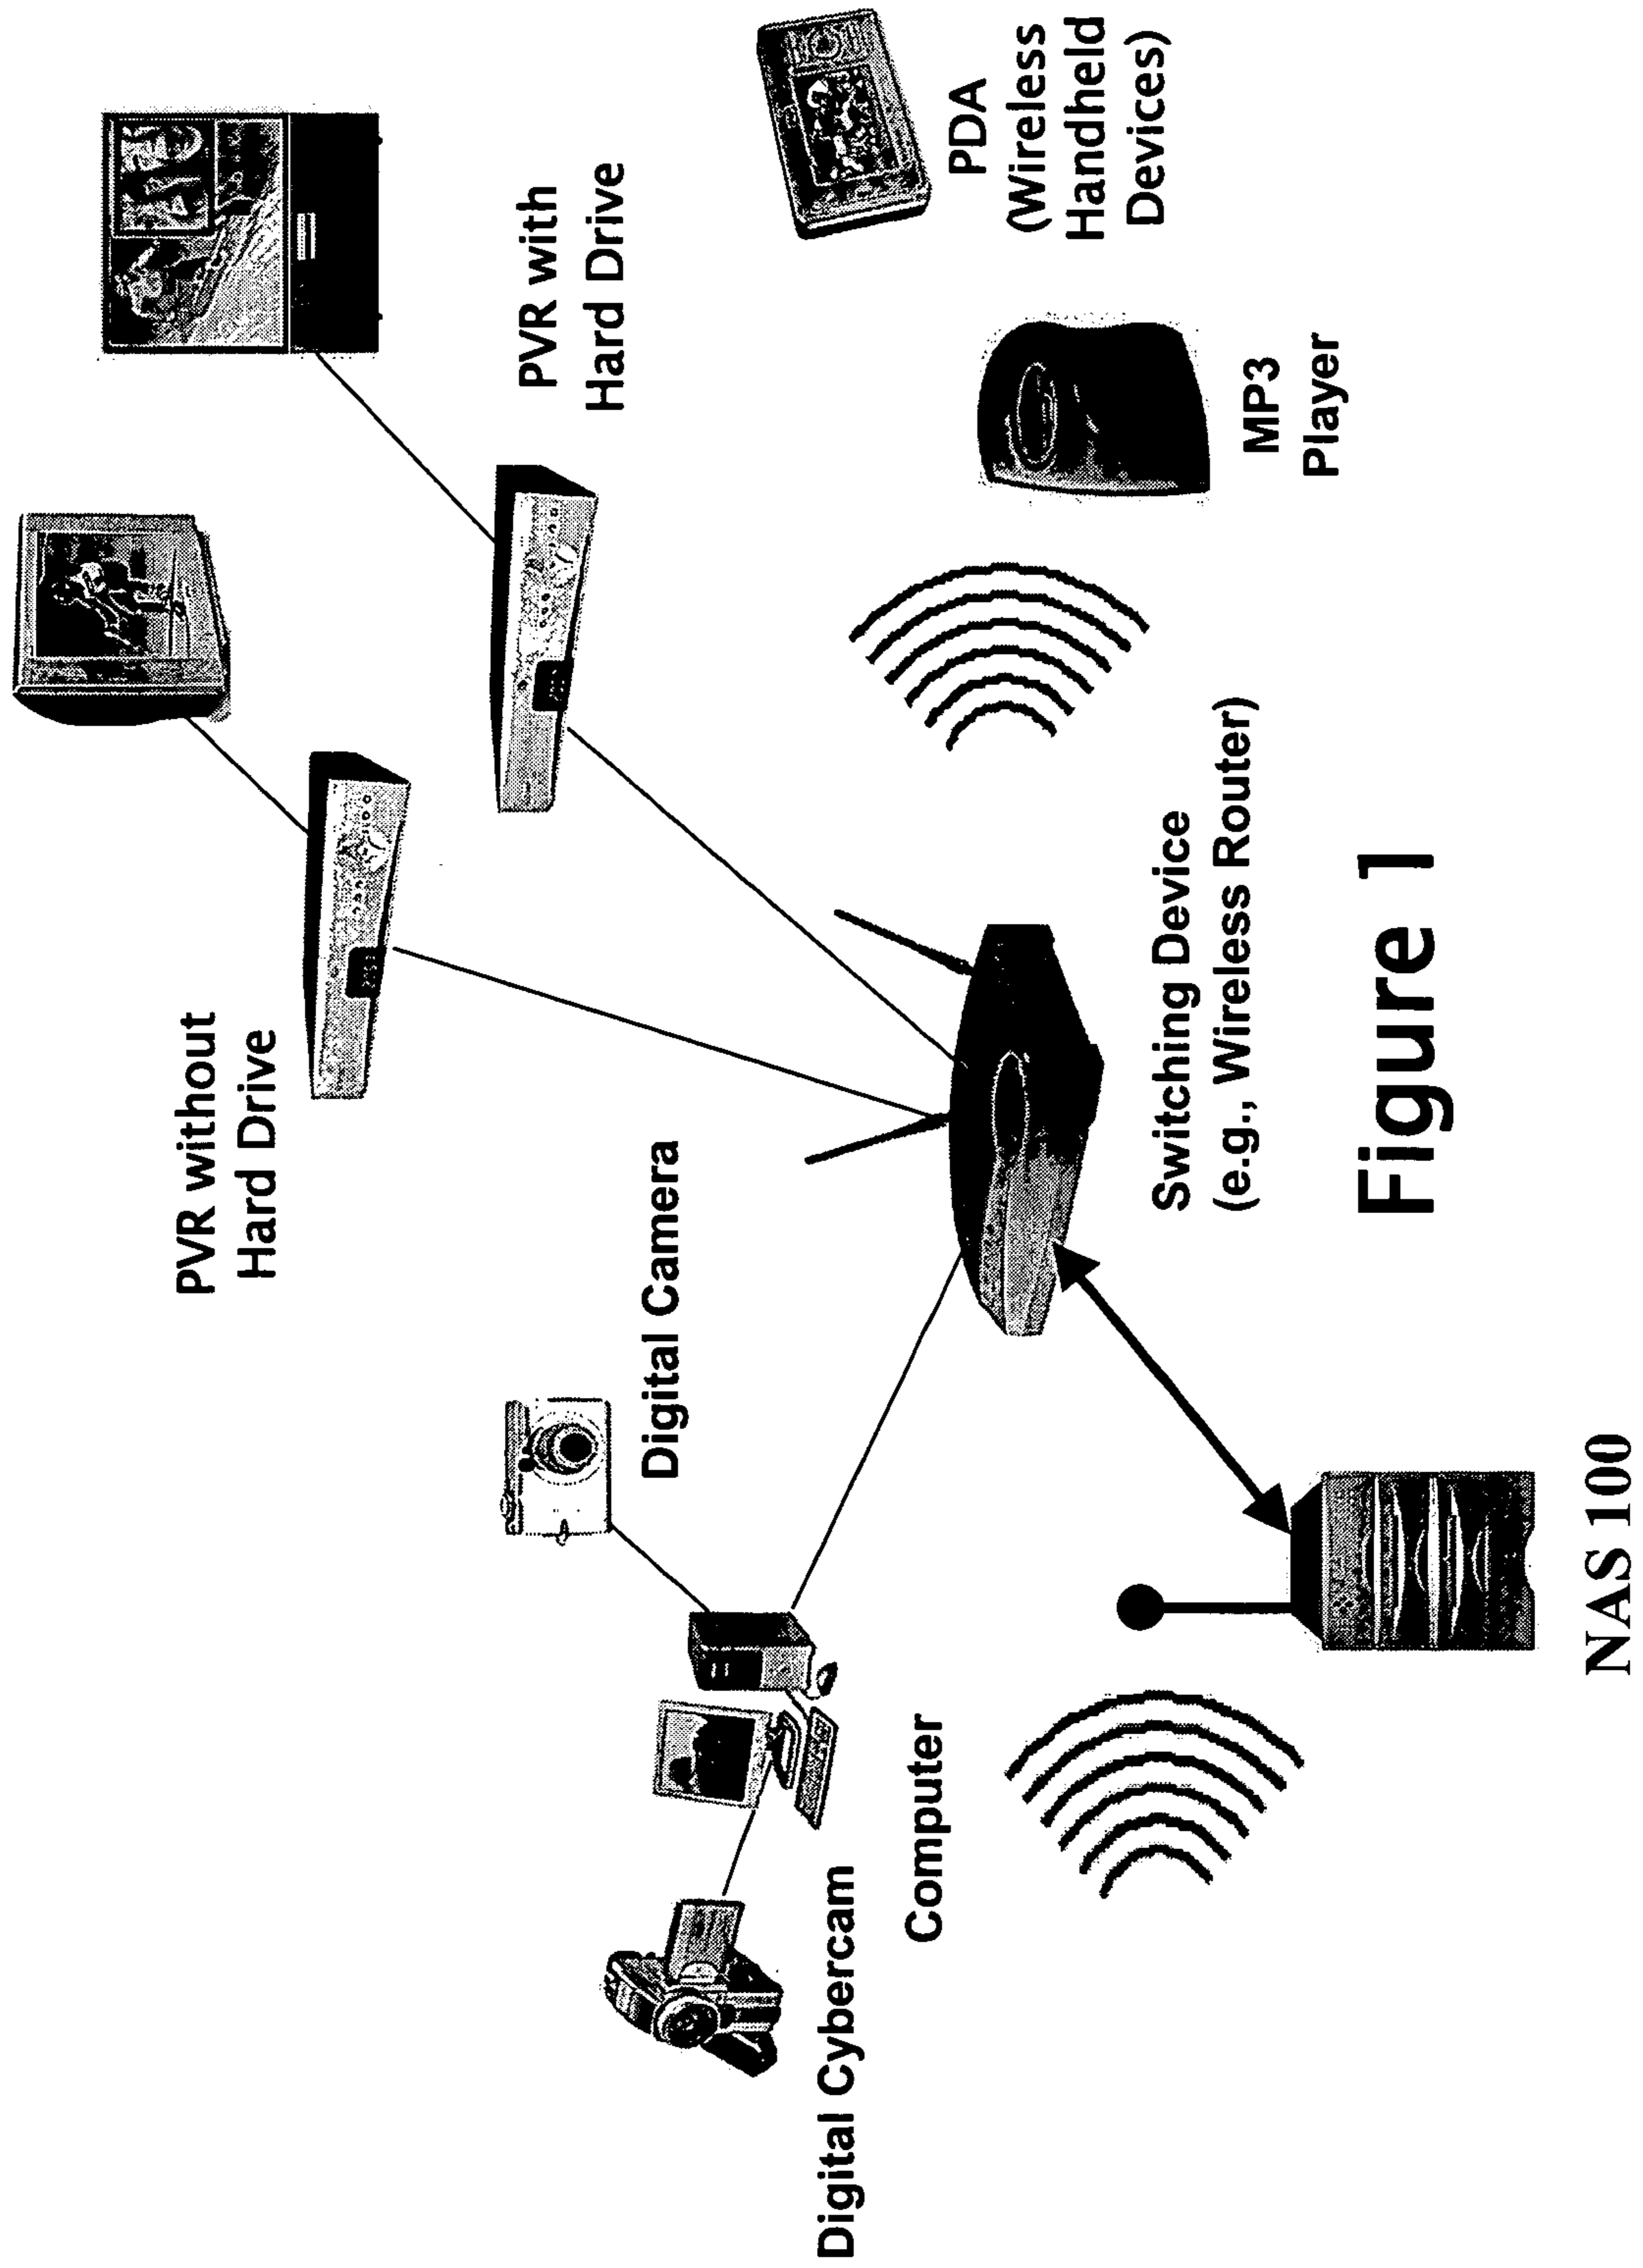 PVR without
Hard Drive
PVR with
Hard Drive
Digital Camera
Digital Cybercam
Computer
PDA
(Wireless
Handheld
Devices)
MP3
Player
Switching Device
(e.g., Wireless Router)
NAS 100
Figure 1